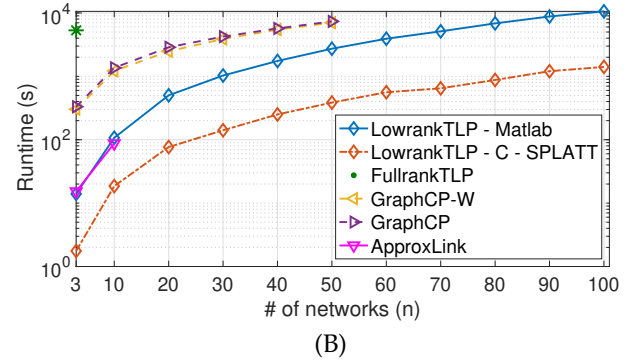 10^4
10^2
10^0
Runtime (s)
LowrankTLP - Matlab
LowrankTLP - C - SPLATT
FullrankTLP
GraphCP-W
GraphCP
ApproxLink
3 10 20 30 40 50 60 70 80 90 100
# of networks (n)
(B)